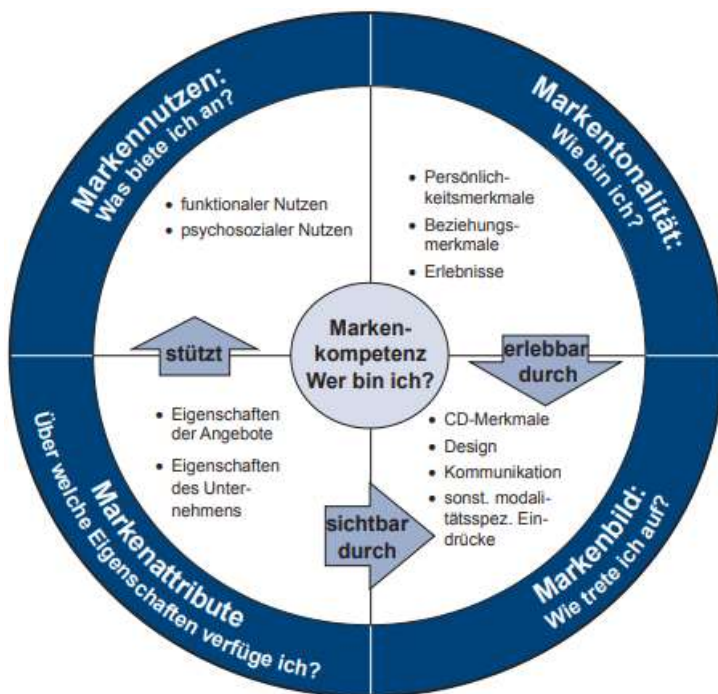 Markennutzen:
Was biete ich an?
Markentonalität:
Wie bin ich?
• funktionaler Nutzen
• psychosozialer Nutzen
• Persönlich-
keitsmerkmale
• Beziehungs-
merkmale
• Erlebnisse
Marken-
kompetenz
Wer bin ich?
stützt
erlebbar
durch
• Eigenschaften
der Angebote
• Eigenschaften
des Unter-
nehmens
• CD-Merkmale
• Design
• Kommunikation
• sonst. modali-
tätsspez. Ein-
drücke
sichtbar
durch
Markenattribute
Über welche Eigenschaften verfüge ich?
Markenbild:
Wie trete ich auf?